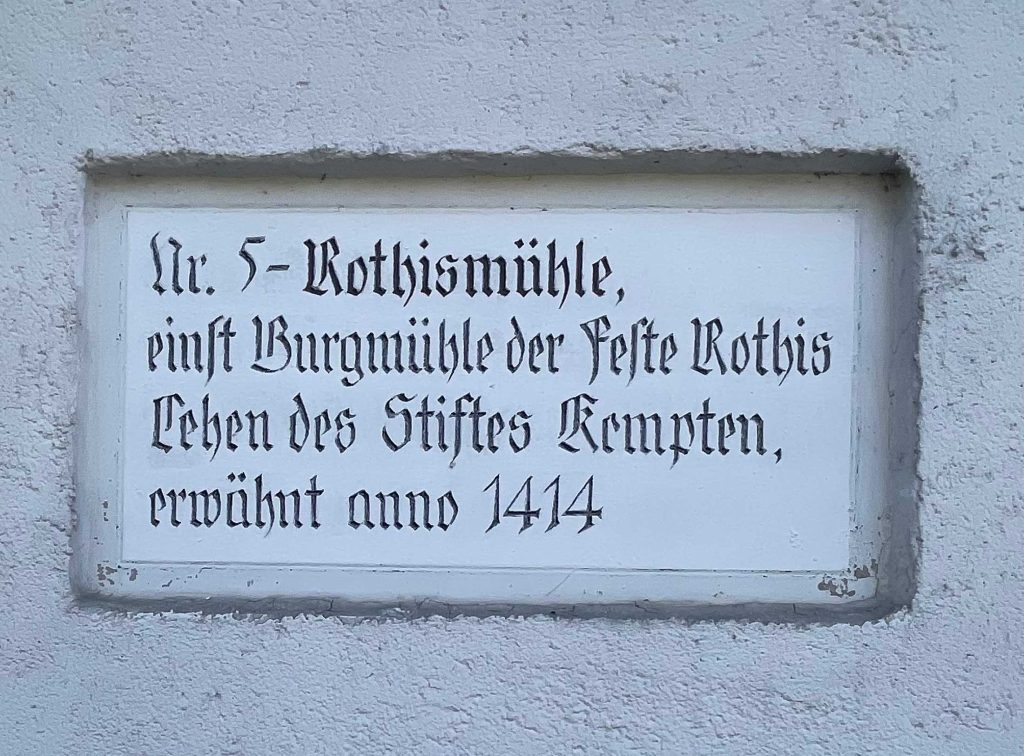 Nr. 5 - Rothismühle,
einst Burgmühle der Feste Rothis
Lehen des Stiftes Kempten,
erwähnt anno 1414